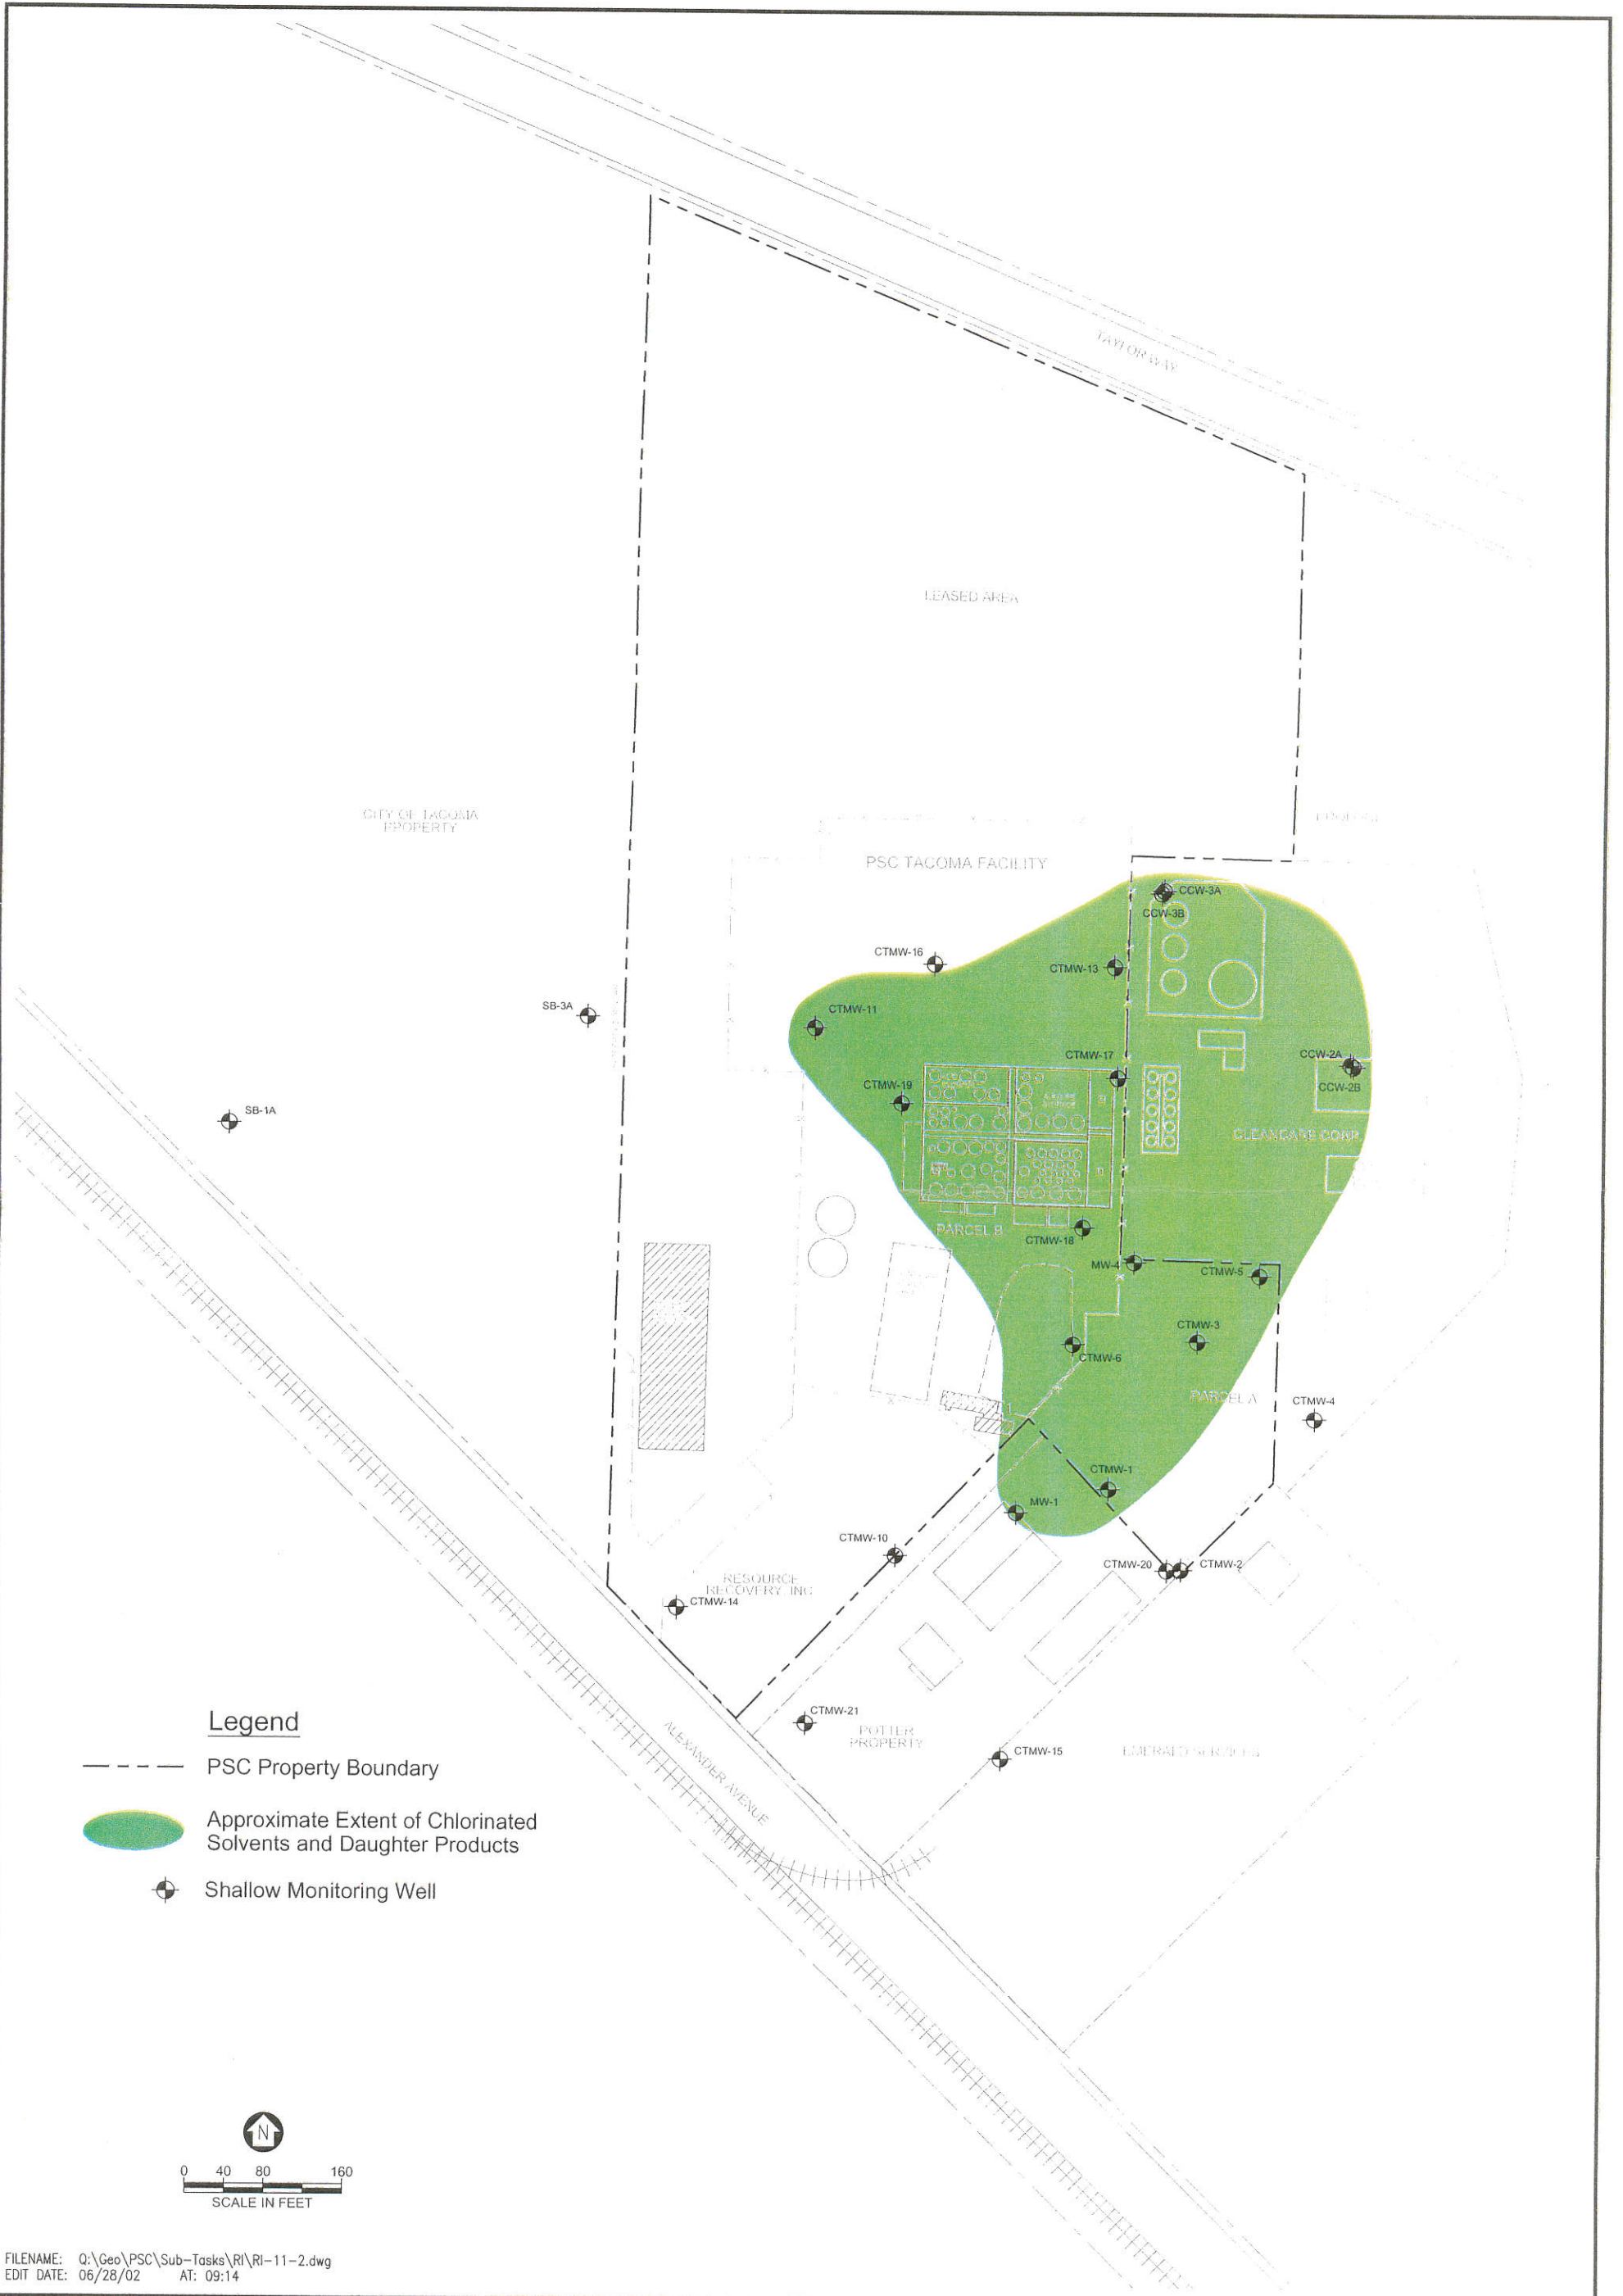 TAYLOR WAY
LEASED AREA
CITY OF TACOMA
PROPERTY
PSC TACOMA FACILITY
CCW-3A
CCW-3B
CTMW-16
CTMW-13
SB-3A
CTMW-11
CTMW-17
CCW-2A
CCW-2B
CTMW-19
SB-1A
CLEANCARE CORP.
PARCEL B
CTMW-18
MW-4
CTMW-5
CTMW-3
CTMW-6
PARCEL A
CTMW-4
CTMW-1
MW-1
CTMW-10
CTMW-20
CTMW-2
RESOURCE
RECOVERY INC
CTMW-14
CTMW-21
POTTER
PROPERTY
CTMW-15
EMERALD SERVICES
ALEXANDER AVENUE
Legend
PSC Property Boundary
Approximate Extent of Chlorinated
Solvents and Daughter Products
Shallow Monitoring Well
N
0 40 80 160
SCALE IN FEET
FILENAME: Q:\Geo\PSC\Sub-Tasks\RI\RI-11-2.dwg
EDIT DATE: 06/28/02 AT: 09:14